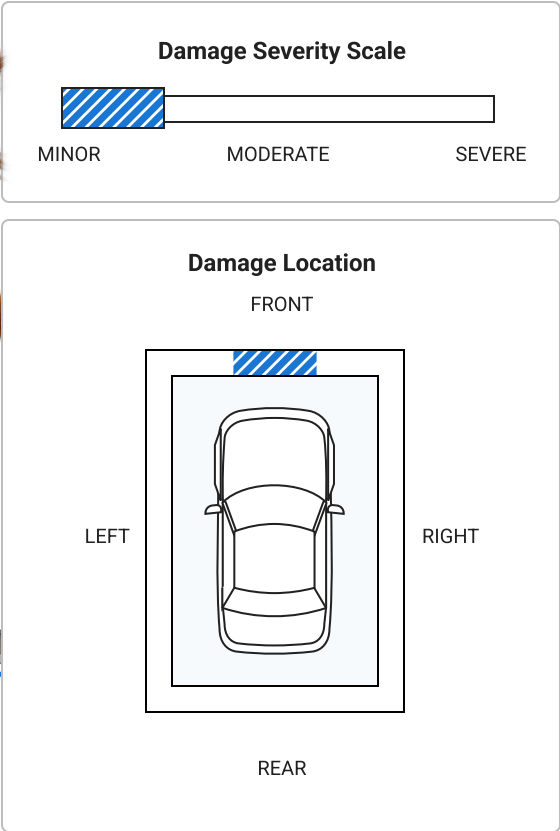 Damage Severity Scale
MINOR MODERATE SEVERE
Damage Location
FRONT
LEFT RIGHT
REAR